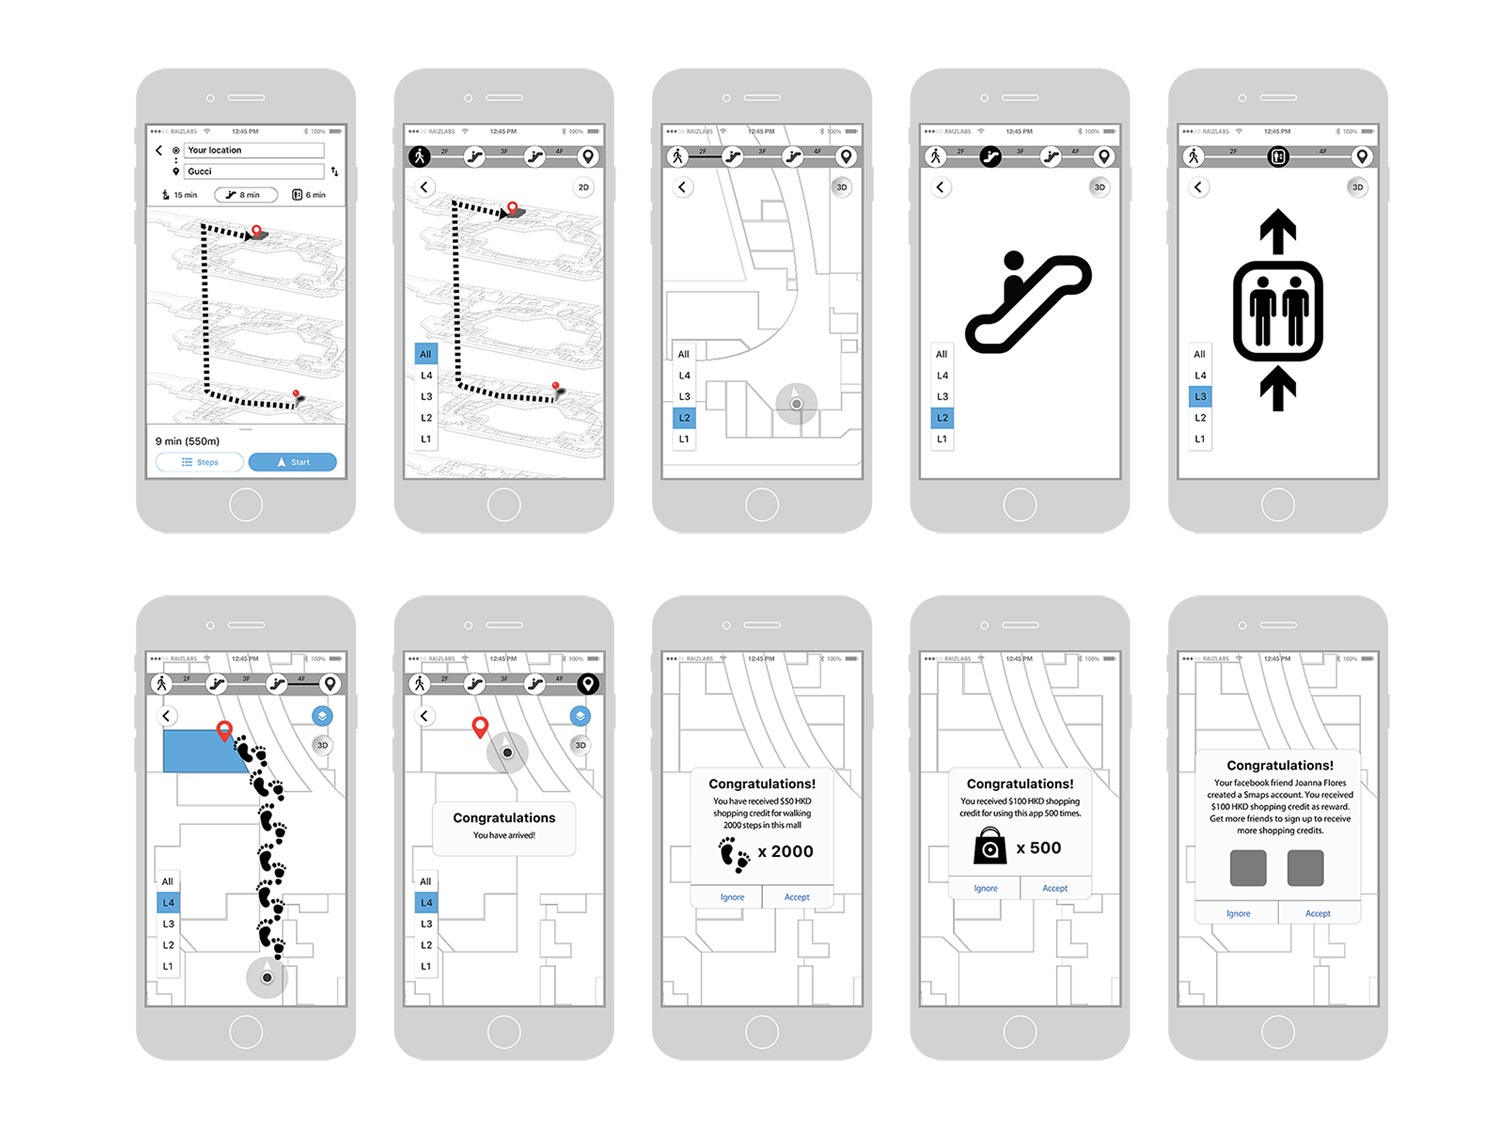 RAIZLABS 12:45 PM 100%
Your location
Gucci
15 min 8 min 6 min
9 min (550m)
Steps Start
RAIZLABS 12:45 PM 100%
2F 3F 4F
2D
All
L4
L3
L2
L1
RAIZLABS 12:45 PM 100%
2F 3F 4F
3D
All
L4
L3
L2
L1
RAIZLABS 12:45 PM 100%
2F 3F 4F
3D
All
L4
L3
L2
L1
RAIZLABS 12:45 PM 100%
2F 4F
3D
All
L4
L3
L2
L1
RAIZLABS 12:45 PM 100%
2F 3F 4F
3D
All
L4
L3
L2
L1
RAIZLABS 12:45 PM 100%
2F 3F 4F
3D
Congratulations
You have arrived!
All
L4
L3
L2
L1
RAIZLABS 12:45 PM 100%
Congratulations!
You have received $50 HKD
shopping credit for walking
2000 steps in this mall
x 2000
Ignore Accept
RAIZLABS 12:45 PM 100%
Congratulations!
You received $100 HKD shopping
credit for using this app 500 times.
x 500
Ignore Accept
RAIZLABS 12:45 PM 100%
Congratulations!
Your facebook friend Joanna Flores
created a Smaps account. You received
$100 HKD shopping credit as reward.
Get more friends to sign up to receive
more shopping credits.
Ignore Accept